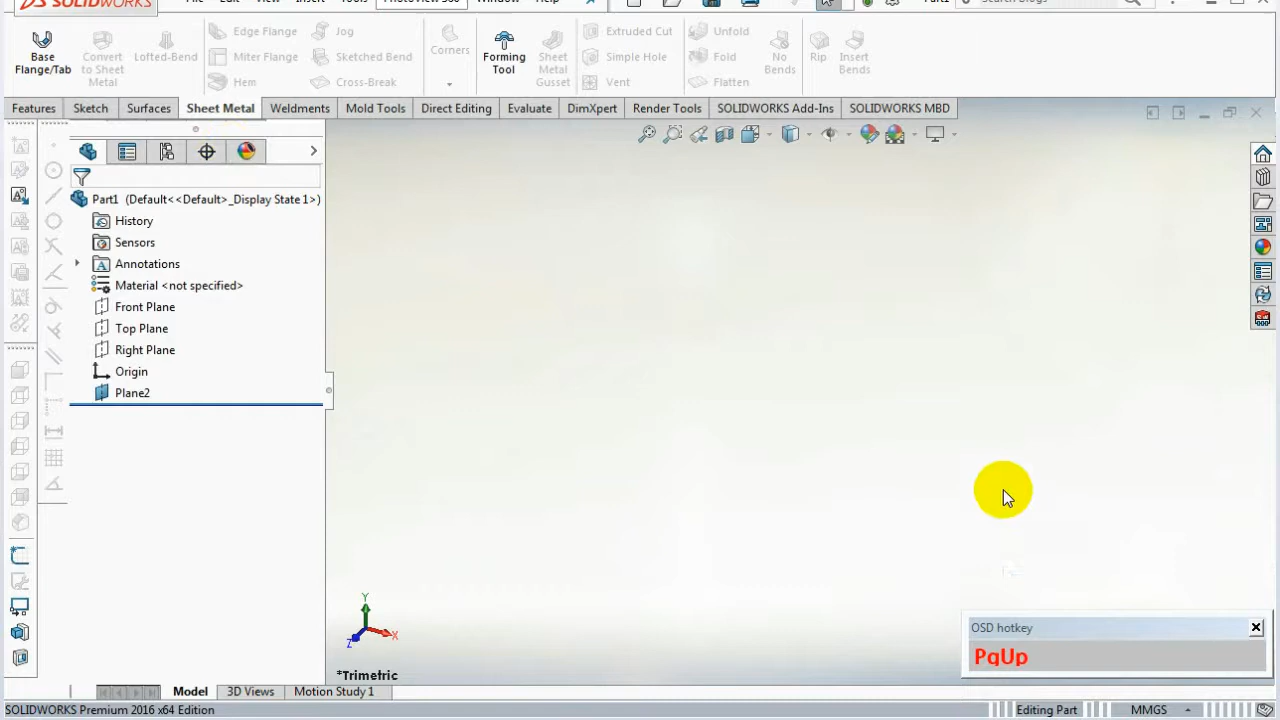 SOLIDWORKS
File Edit View Insert Tools PhotoView 360 Window Help Part1 Search Blogs
Base Flange/Tab
Convert to Sheet Metal
Lofted-Bend
Edge Flange
Miter Flange
Hem
Jog
Sketched Bend
Cross-Break
Corners
Forming Tool
Sheet Metal Gusset
Extruded Cut
Simple Hole
Vent
Unfold
Fold
Flatten
No Bends
Rip
Insert Bends
Features Sketch Surfaces Sheet Metal Weldments Mold Tools Direct Editing Evaluate DimXpert Render Tools SOLIDWORKS Add-Ins SOLIDWORKS MBD
Part1 (Default<<Default>_Display State 1>)
History
Sensors
Annotations
Material <not specified>
Front Plane
Top Plane
Right Plane
Origin
Plane2
Y
X
Z
*Trimetric
OSD hotkey
PgUp
Model 3D Views Motion Study 1
SOLIDWORKS Premium 2016 x64 Edition Editing Part MMGS